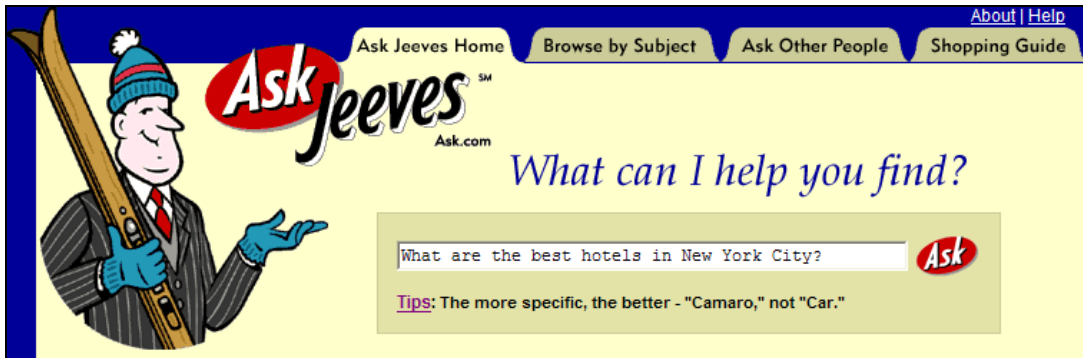 About | Help
Ask Jeeves Home Browse by Subject Ask Other People Shopping Guide
Ask Jeeves SM
Ask.com
What can I help you find?
What are the best hotels in New York City? Ask
Tips: The more specific, the better - "Camaro," not "Car."